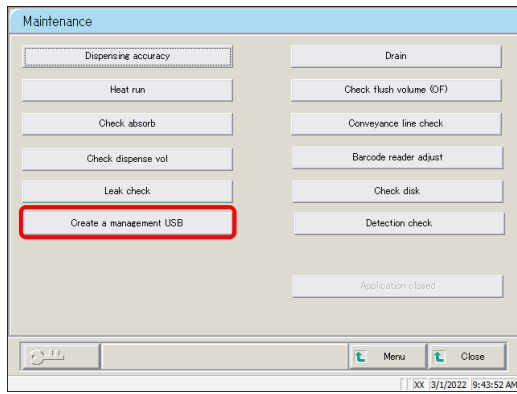 Maintenance
Dispensing accuracy
Drain
Heat run
Check flush volume (OF)
Check absorb
Conveyance line check
Check dispense vol
Barcode reader adjust
Leak check
Check disk
Create a management USB
Detection check
Application closed
Menu
Close
XX 3/1/2022 9:43:52 AM